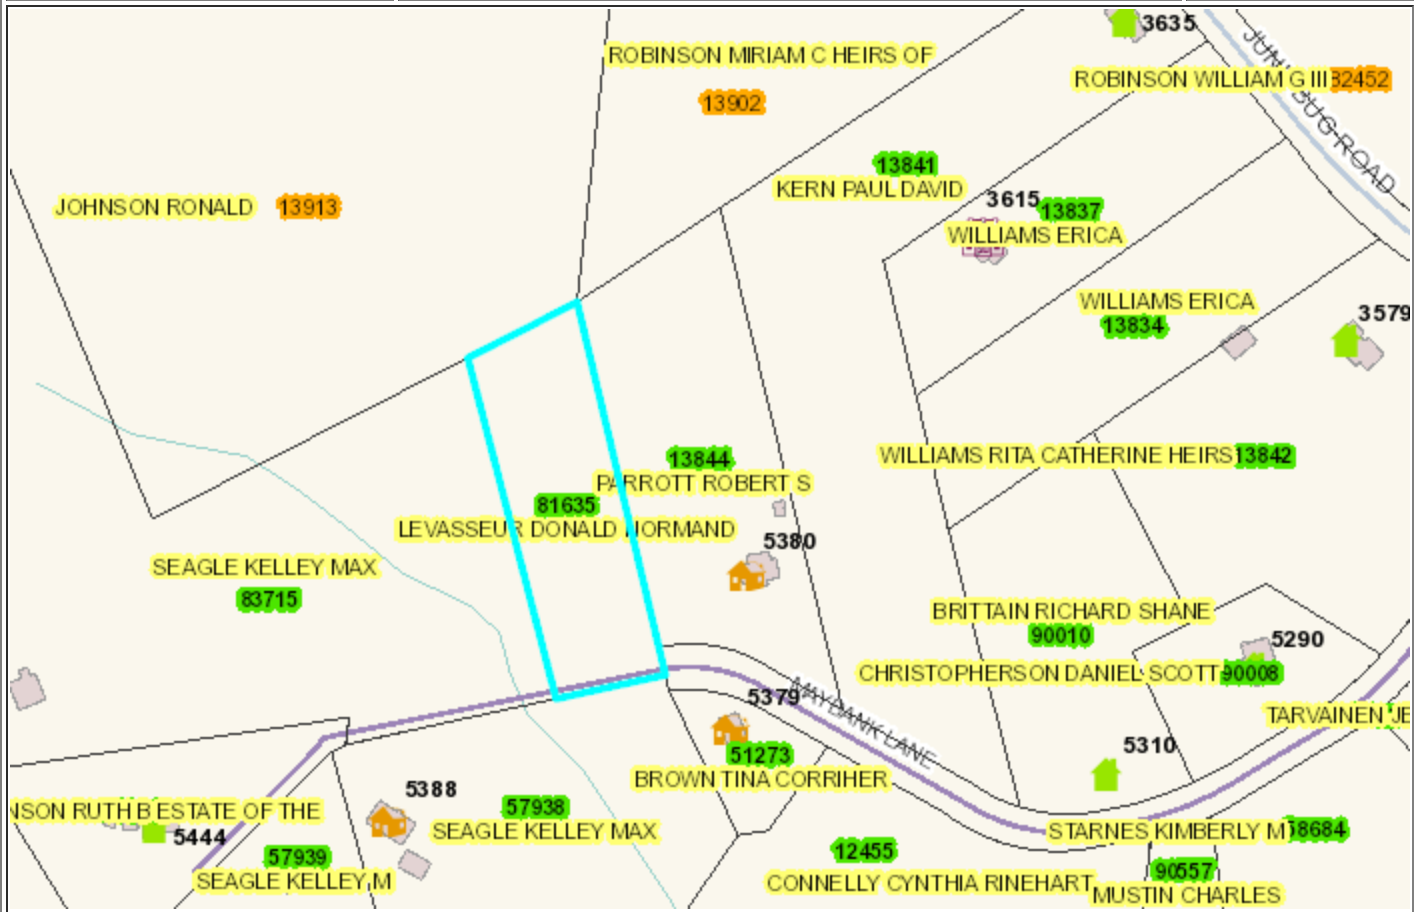 3635
ROBINSON MIRIAM C HEIRS OF
ROBINSON WILLIAM G III 82452
13902
BUG ROAD
13841
KERN PAUL DAVID
JOHNSON RONALD 13913
3615
13837
WILLIAMS ERICA
WILLIAMS ERICA
13834
3579
13844
PARROTT ROBERT S
WILLIAMS RITA CATHERINE HEIRS 13842
81635
LEVASSEUR DONALD NORMAND
5380
SEAGLE KELLEY MAX
83715
BRITTAIN RICHARD SHANE
90010
5290
CHRISTOPHERSON DANIEL SCOTT 90008
5379
MAYBANK LANE
TARVAINEN JE
51273
BROWN TINA CORRIHER
5310
5388
57938
SEAGLE KELLEY MAX
NSON RUTH B ESTATE OF THE
5444
57939
SEAGLE KELLEY M
STARNES KIMBERLY M 58684
12455
CONNELLY CYNTHIA RINEHART
90557
MUSTIN CHARLES